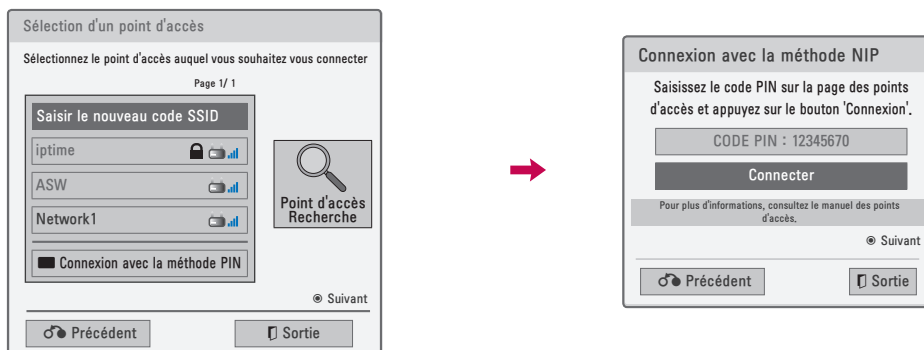 Sélection d'un point d'accès
Sélectionnez le point d'accès auquel vous souhaitez vous connecter
Page 1/ 1
Saisir le nouveau code SSID
iptime
ASW
Network1
Connexion avec la méthode PIN
Point d'accès
Recherche
Suivant
Précédent
Sortie
Connexion avec la méthode NIP
Saisissez le code PIN sur la page des points
d'accès et appuyez sur le bouton 'Connexion'.
CODE PIN : 12345670
Connecter
Pour plus d'informations, consultez le manuel des points
d'accès.
Suivant
Précédent
Sortie